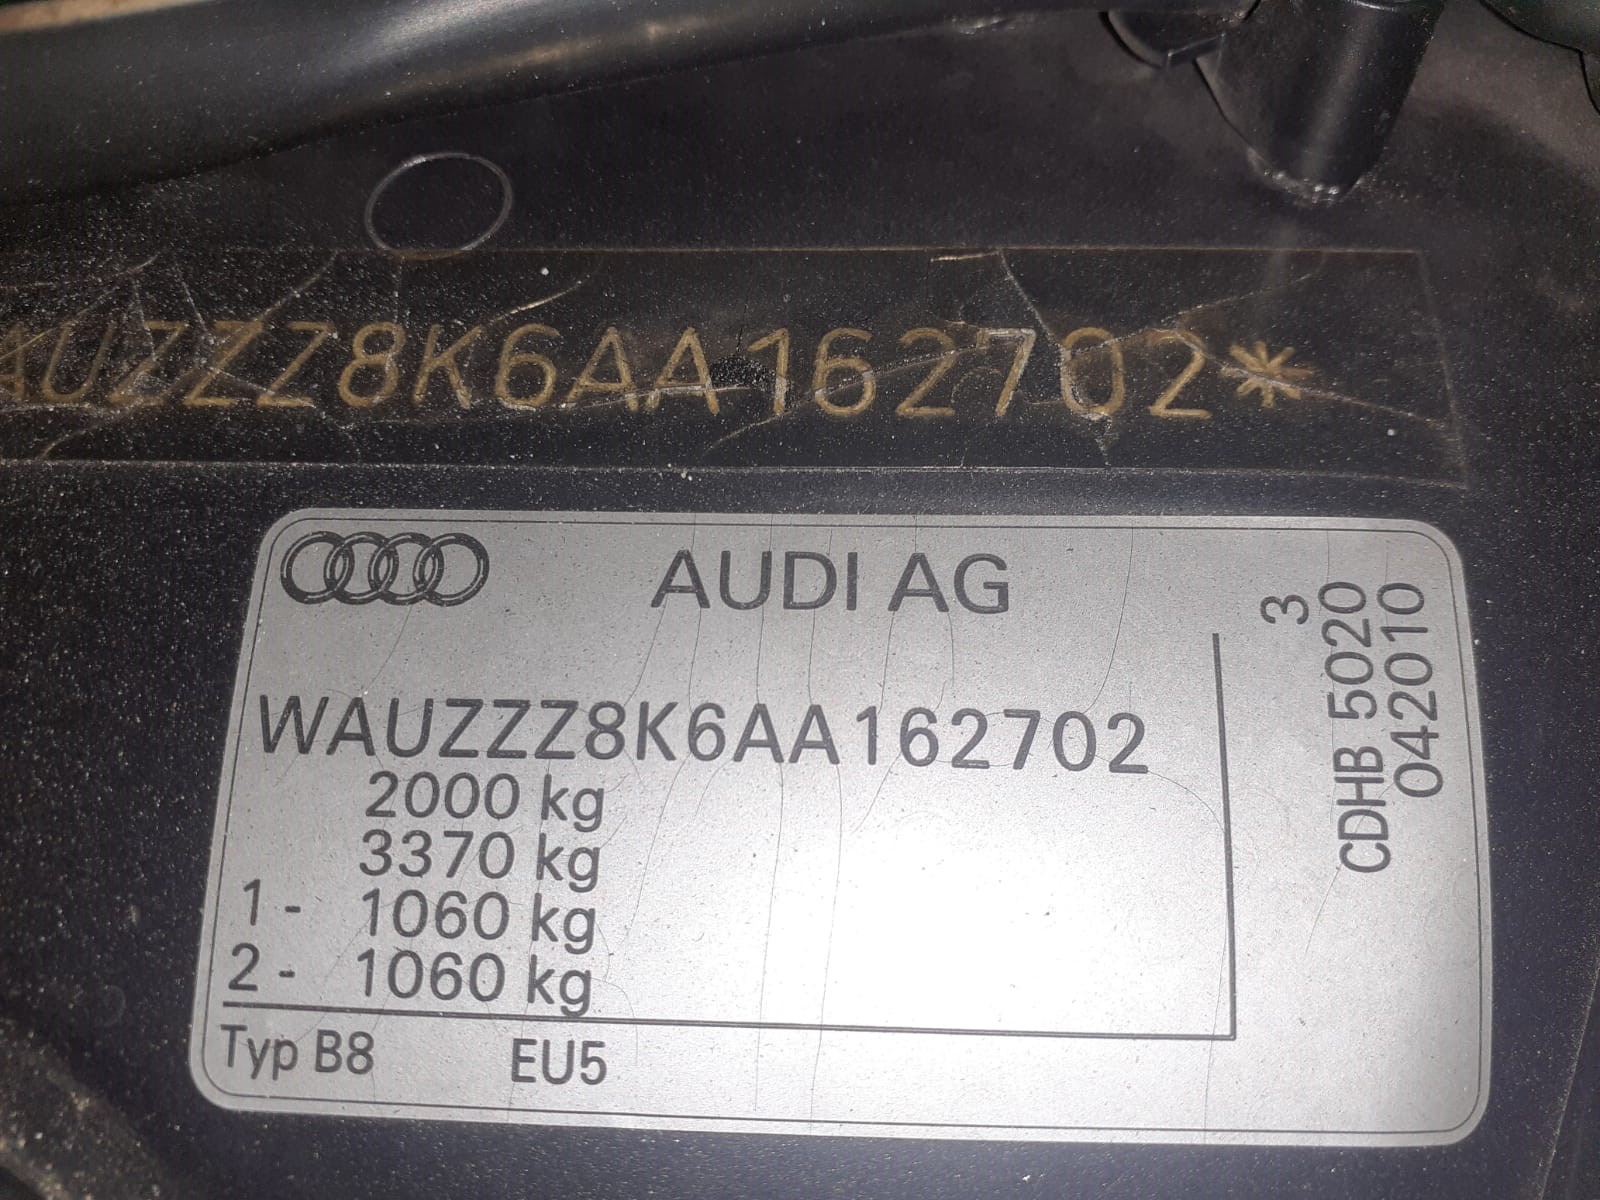 AUZZZ8K6AA162702*
AUDI AG
WAUZZZ8K6AA162702
2000 kg
3370 kg
1- 1060 kg
2- 1060 kg
Typ B8 EU5
3
CDHB 5020
042010